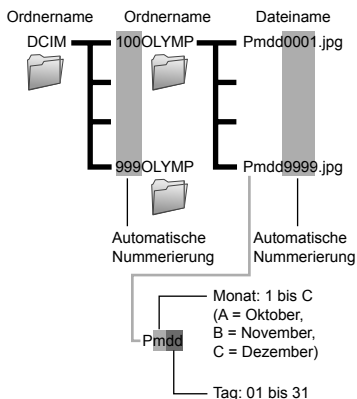 Ordnername Ordnername Dateiname
DCIM 100OLYMP Pmdd0001.jpg
999OLYMP Pmdd9999.jpg
Automatische
Nummerierung
Automatische
Nummerierung
Monat: 1 bis C
(A = Oktober,
B = November,
C = Dezember)
Pmdd
Tag: 01 bis 31